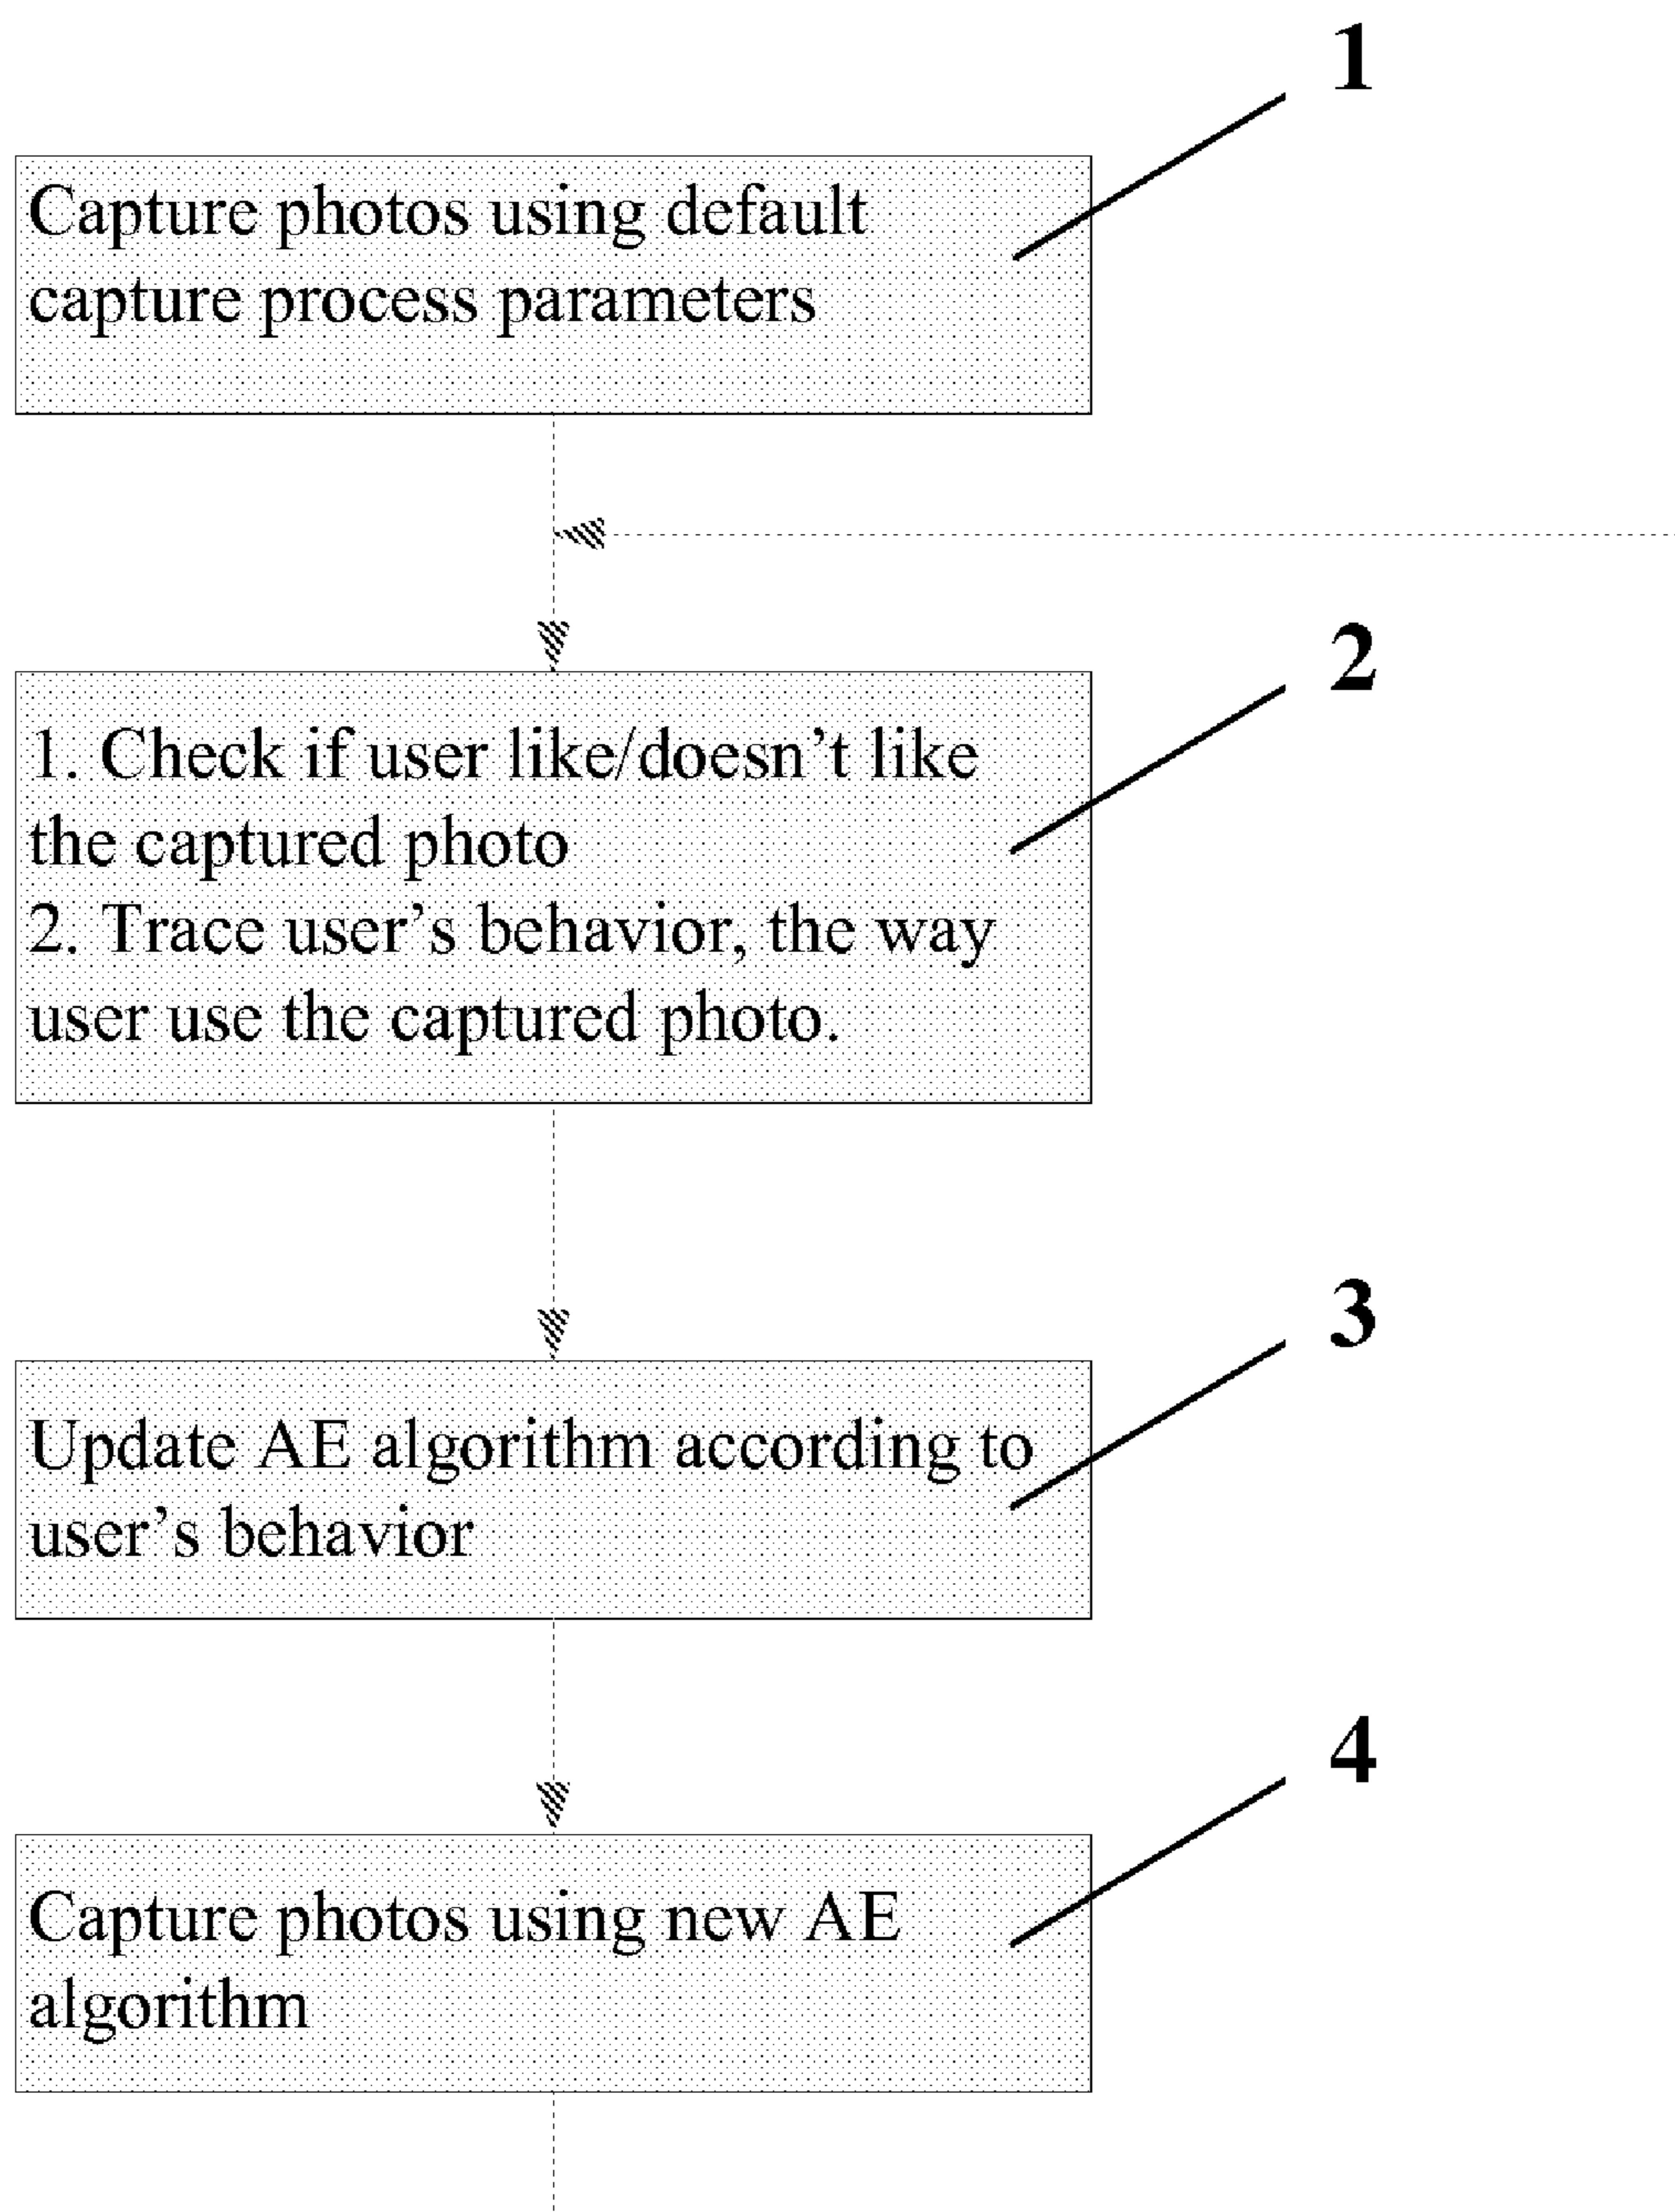 1
Capture photos using default
capture process parameters
2
1. Check if user like/doesn’t like
the captured photo
2. Trace user’s behavior, the way
user use the captured photo.
3
Update AE algorithm according to
user’s behavior
4
Capture photos using new AE
algorithm